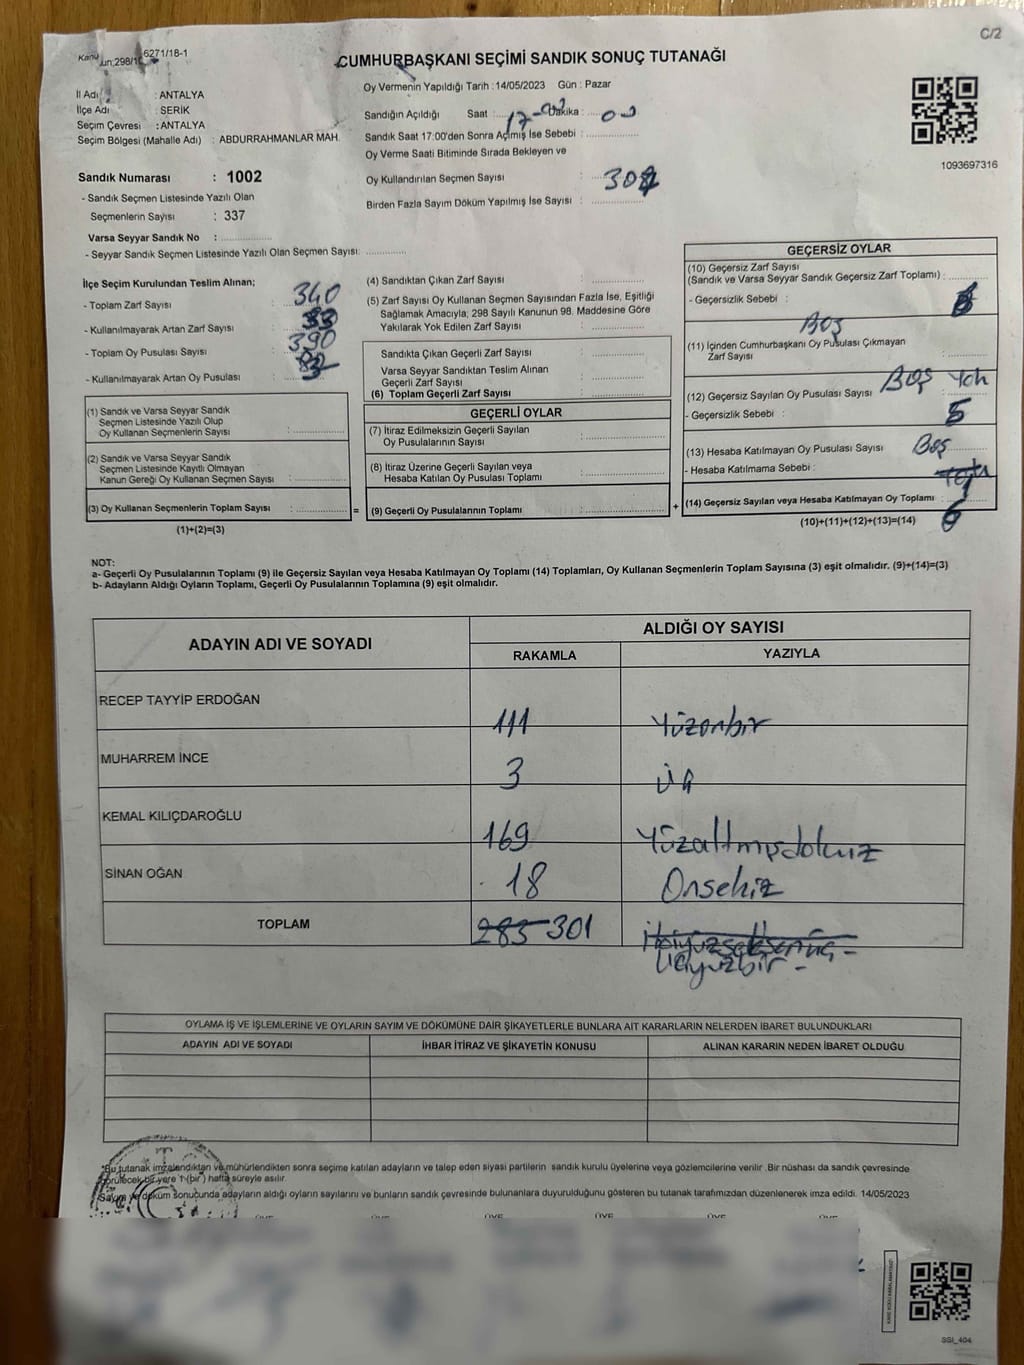 C/2
CUMHURBAŞKANI SEÇİMİ SANDIK SONUÇ TUTANAĞI
6271/18-1
İl Adı : ANTALYA
İlçe Adı : SERİK
Seçim Çevresi : ANTALYA
Seçim Bölgesi (Mahalle Adı) : ABDURRAHMANLAR MAH.
Sandık Numarası : 1002
- Sandık Seçmen Listesinde Yazılı Olan
Seçmenlerin Sayısı : 337
Varsa Seyyar Sandık No :
- Seyyar Sandık Seçmen Listesinde Yazılı Olan Seçmen Sayısı:
Oy Vermenin Yapıldığı Tarih : 14/05/2023 Gün : Pazar
Sandığın Açıldığı Saat : 17-00 Dakika : 00
Sandık Saat 17:00'den Sonra Açılmış İse Sebebi :
Oy Verme Saati Bitiminde Sırada Bekleyen ve
Oy Kullandırılan Seçmen Sayısı :
Birden Fazla Sayım Döküm Yapılmış İse Sayısı :
1093697316
İlçe Seçim Kurulundan Teslim Alınan;
- Toplam Zarf Sayısı : 340
- Kullanılmayarak Artan Zarf Sayısı : 33
- Toplam Oy Pusulası Sayısı : 390
- Kullanılmayarak Artan Oy Pusulası :
(1) Sandık ve Varsa Seyyar Sandık
Seçmen Listesinde Yazılı Olup
Oy Kullanan Seçmenlerin Sayısı :
(2) Sandık ve Varsa Seyyar Sandık
Seçmen Listesinde Kayıtlı Olmayan
Kanun Gereği Oy Kullanan Seçmen Sayısı :
(3) Oy Kullanan Seçmenlerin Toplam Sayısı :
(1)+(2)=(3)
=
(4) Sandıktan Çıkan Zarf Sayısı :
(5) Zarf Sayısı Oy Kullanan Seçmen Sayısından Fazla İse, Eşitliği
Sağlamak Amacıyla; 298 Sayılı Kanunun 98. Maddesine Göre
Yakılarak Yok Edilen Zarf Sayısı :
Sandıkta Çıkan Geçerli Zarf Sayısı :
Varsa Seyyar Sandıktan Teslim Alınan
Geçerli Zarf Sayısı :
(6) Toplam Geçerli Zarf Sayısı :
GEÇERLİ OYLAR
(7) İtiraz Edilmeksizin Geçerli Sayılan
Oy Pusulalarının Sayısı :
(8) İtiraz Üzerine Geçerli Sayılan veya
Hesaba Katılan Oy Pusulası Toplamı :
(9) Geçerli Oy Pusulalarının Toplamı :
+
GEÇERSİZ OYLAR
(10) Geçersiz Zarf Sayısı
(Sandık ve Varsa Seyyar Sandık Geçersiz Zarf Toplamı) :
- Geçersizlik Sebebi :
BOŞ
(11) İçinden Cumhurbaşkanı Oy Pusulası Çıkmayan
Zarf Sayısı :
BOŞ Yok
(12) Geçersiz Sayılan Oy Pusulası Sayısı :
- Geçersizlik Sebebi : 5
(13) Hesaba Katılmayan Oy Pusulası Sayısı : Boş
- Hesaba Katılmama Sebebi :
(14) Geçersiz Sayılan veya Hesaba Katılmayan Oy Toplamı : 6
(10)+(11)+(12)+(13)=(14)
NOT:
a- Geçerli Oy Pusulalarının Toplamı (9) ile Geçersiz Sayılan veya Hesaba Katılmayan Oy Toplamı (14) Toplamları, Oy Kullanan Seçmenlerin Toplam Sayısına (3) eşit olmalıdır. (9)+(14)=(3)
b- Adayların Aldığı Oyların Toplamı, Geçerli Oy Pusulalarının Toplamına (9) eşit olmalıdır.
ADAYIN ADI VE SOYADI ALDIĞI OY SAYISI
RAKAMLA YAZIYLA
RECEP TAYYİP ERDOĞAN 111 Yüzonbir
MUHARREM İNCE 3 Üç
KEMAL KILIÇDAROĞLU 169 Yüzaltmışdokuz
SİNAN OĞAN 18 Onsekiz
TOPLAM 283 301 İkiyüzseksenüç-
Üçyüzbir-
OYLAMA İŞ VE İŞLEMLERİNE VE OYLARIN SAYIM VE DÖKÜMÜNE DAİR ŞİKAYETLERLE BUNLARA AİT KARARLARIN NELERDEN İBARET BULUNDUKLARI
ADAYIN ADI VE SOYADI İHBAR İTİRAZ VE ŞİKAYETİN KONUSU ALINAN KARARIN NEDEN İBARET OLDUĞU
*Bu tutanak imzalandıktan ve mühürlendikten sonra seçime katılan adayların ve talep eden siyasi partilerin sandık kurulu üyelerine veya gözlemcilerine verilir. Bir nüshası da sandık çevresinde
görülecek bir yere 1 (bir) hafta süreyle asılır.
Sayım ve döküm sonucunda adayların aldığı oyların sayılarını ve bunların sandık çevresinde bulunanlara duyurulduğunu gösteren bu tutanak tarafımızdan düzenlenerek imza edildi. 14/05/2023
ÜYE ÜYE ÜYE ÜYE ÜYE ÜYE
SGI_404